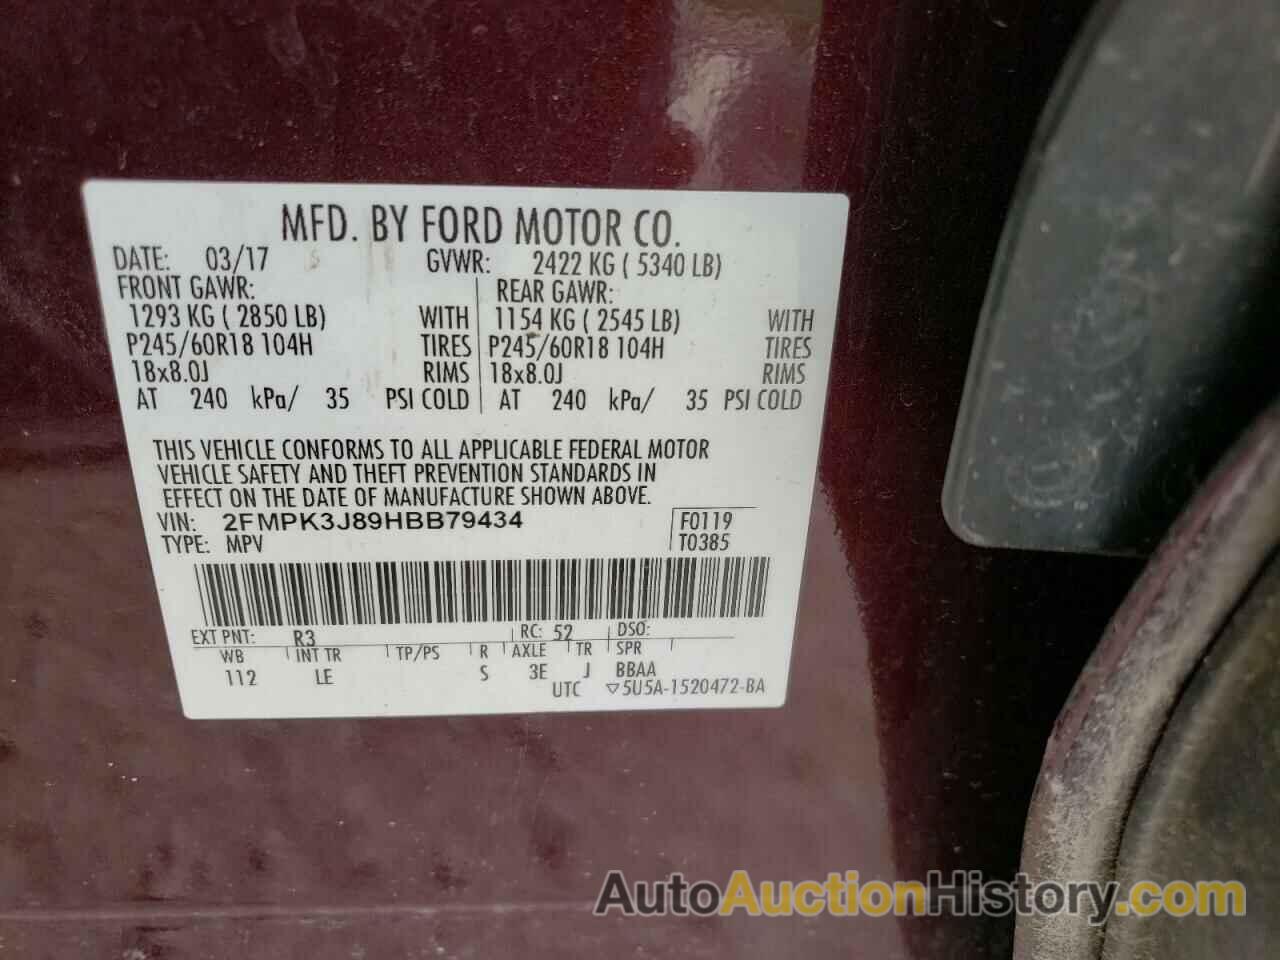 MFD. BY FORD MOTOR CO.
DATE: 03/17 GVWR: 2422 KG ( 5340 LB)
FRONT GAWR: REAR GAWR:
1293 KG ( 2850 LB) WITH 1154 KG ( 2545 LB) WITH
P245/60R18 104H TIRES P245/60R18 104H TIRES
18x8.0J RIMS 18x8.0J RIMS
AT 240 kPa/ 35 PSI COLD AT 240 kPa/ 35 PSI COLD
THIS VEHICLE CONFORMS TO ALL APPLICABLE FEDERAL MOTOR
VEHICLE SAFETY AND THEFT PREVENTION STANDARDS IN
EFFECT ON THE DATE OF MANUFACTURE SHOWN ABOVE.
VIN: 2FMPK3J89HBB79434 F0119
TYPE: MPV T0385
EXT PNT: R3 RC: 52 DSO:
WB INT TR TP/PS R AXLE TR SPR
112 LE S 3E J BBAA
UTC ▽5U5A-1520472-BA
AutoAuctionHistory.com